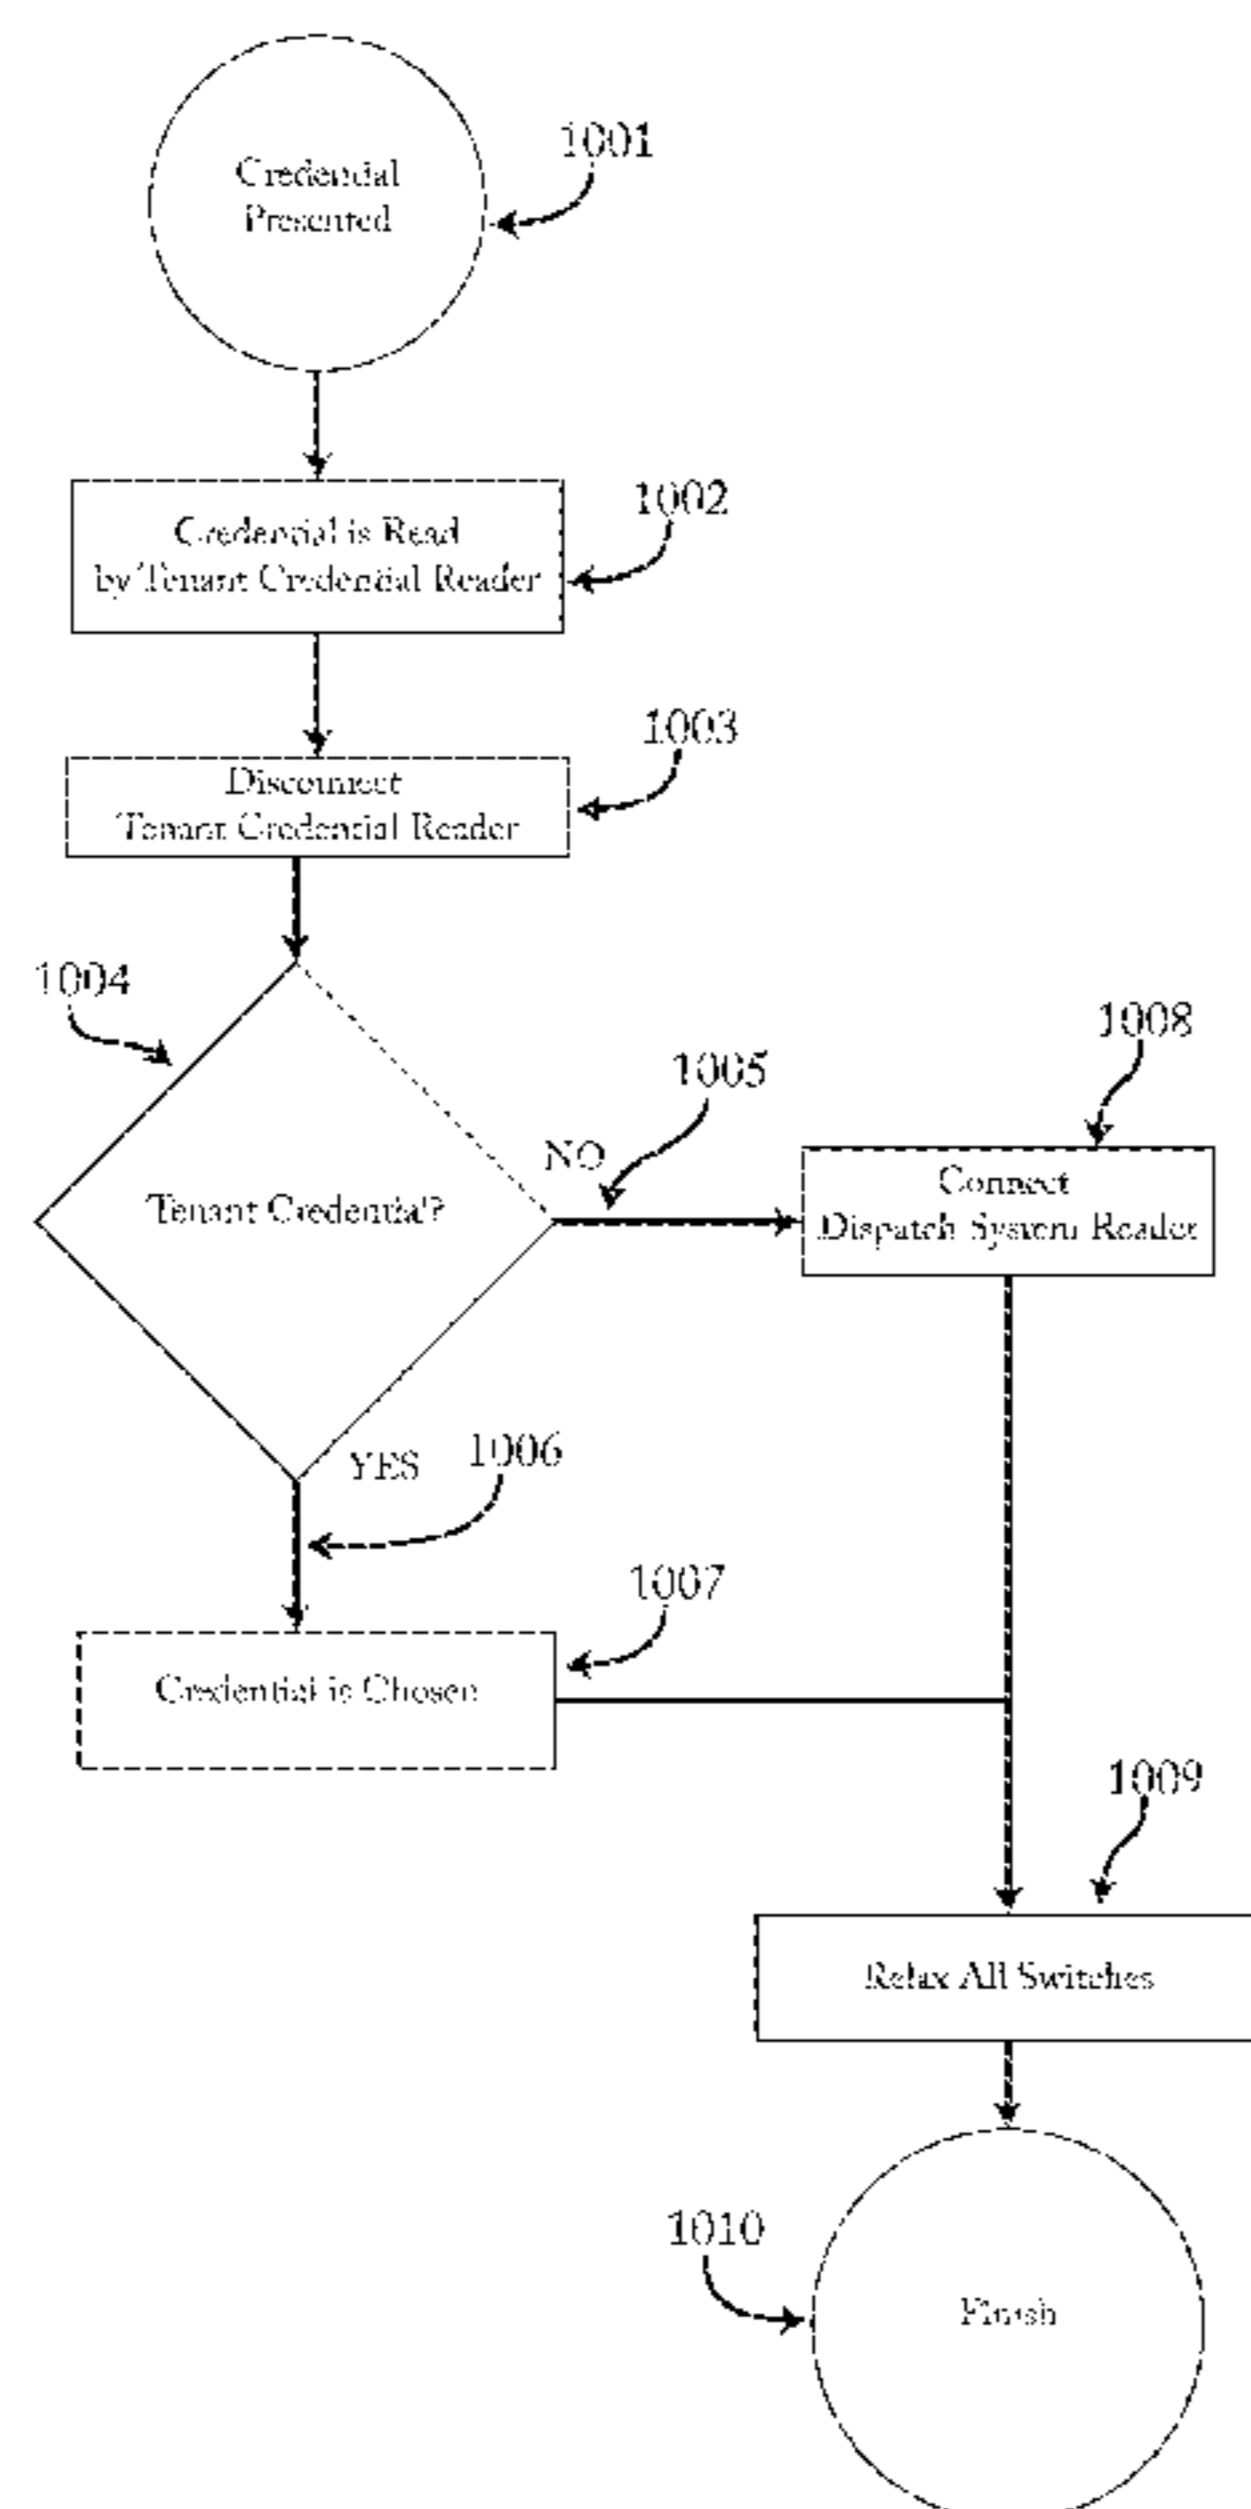 1001
Credential
Presented
1002
Credential is Read
by Tenant Credential Reader
1003
Disconnect
Tenant Credential Reader
1004
1008
1005
NO
Connect
Dispatch System Reader
Tenant Credential?
YES
1006
1007
Credential is Chosen
1009
Relax All Switches
1010
Finish